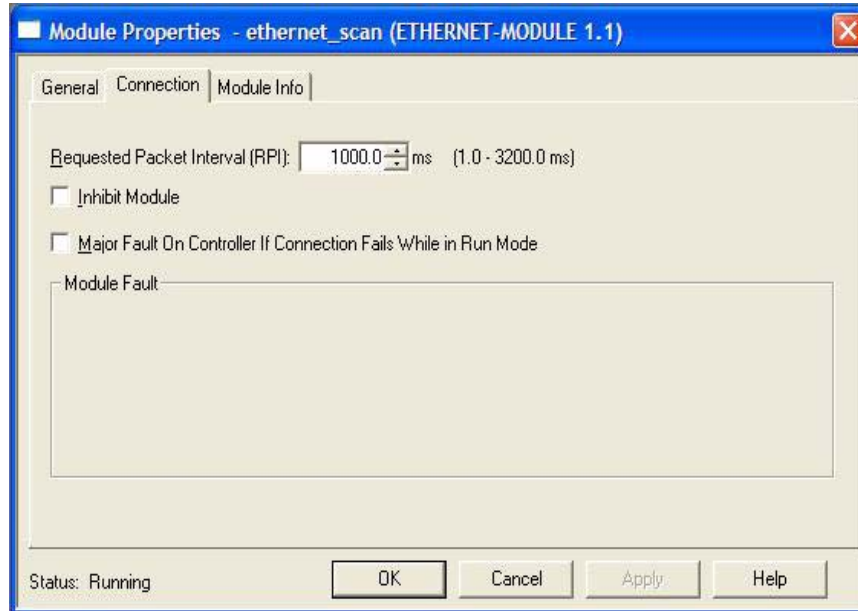 Module Properties - ethernet_scan (ETHERNET-MODULE 1.1)
General Connection Module Info
Requested Packet Interval (RPI): 1000.0 ms (1.0 - 3200.0 ms)
Inhibit Module
Major Fault On Controller If Connection Fails While in Run Mode
Module Fault
Status: Running OK Cancel Apply Help